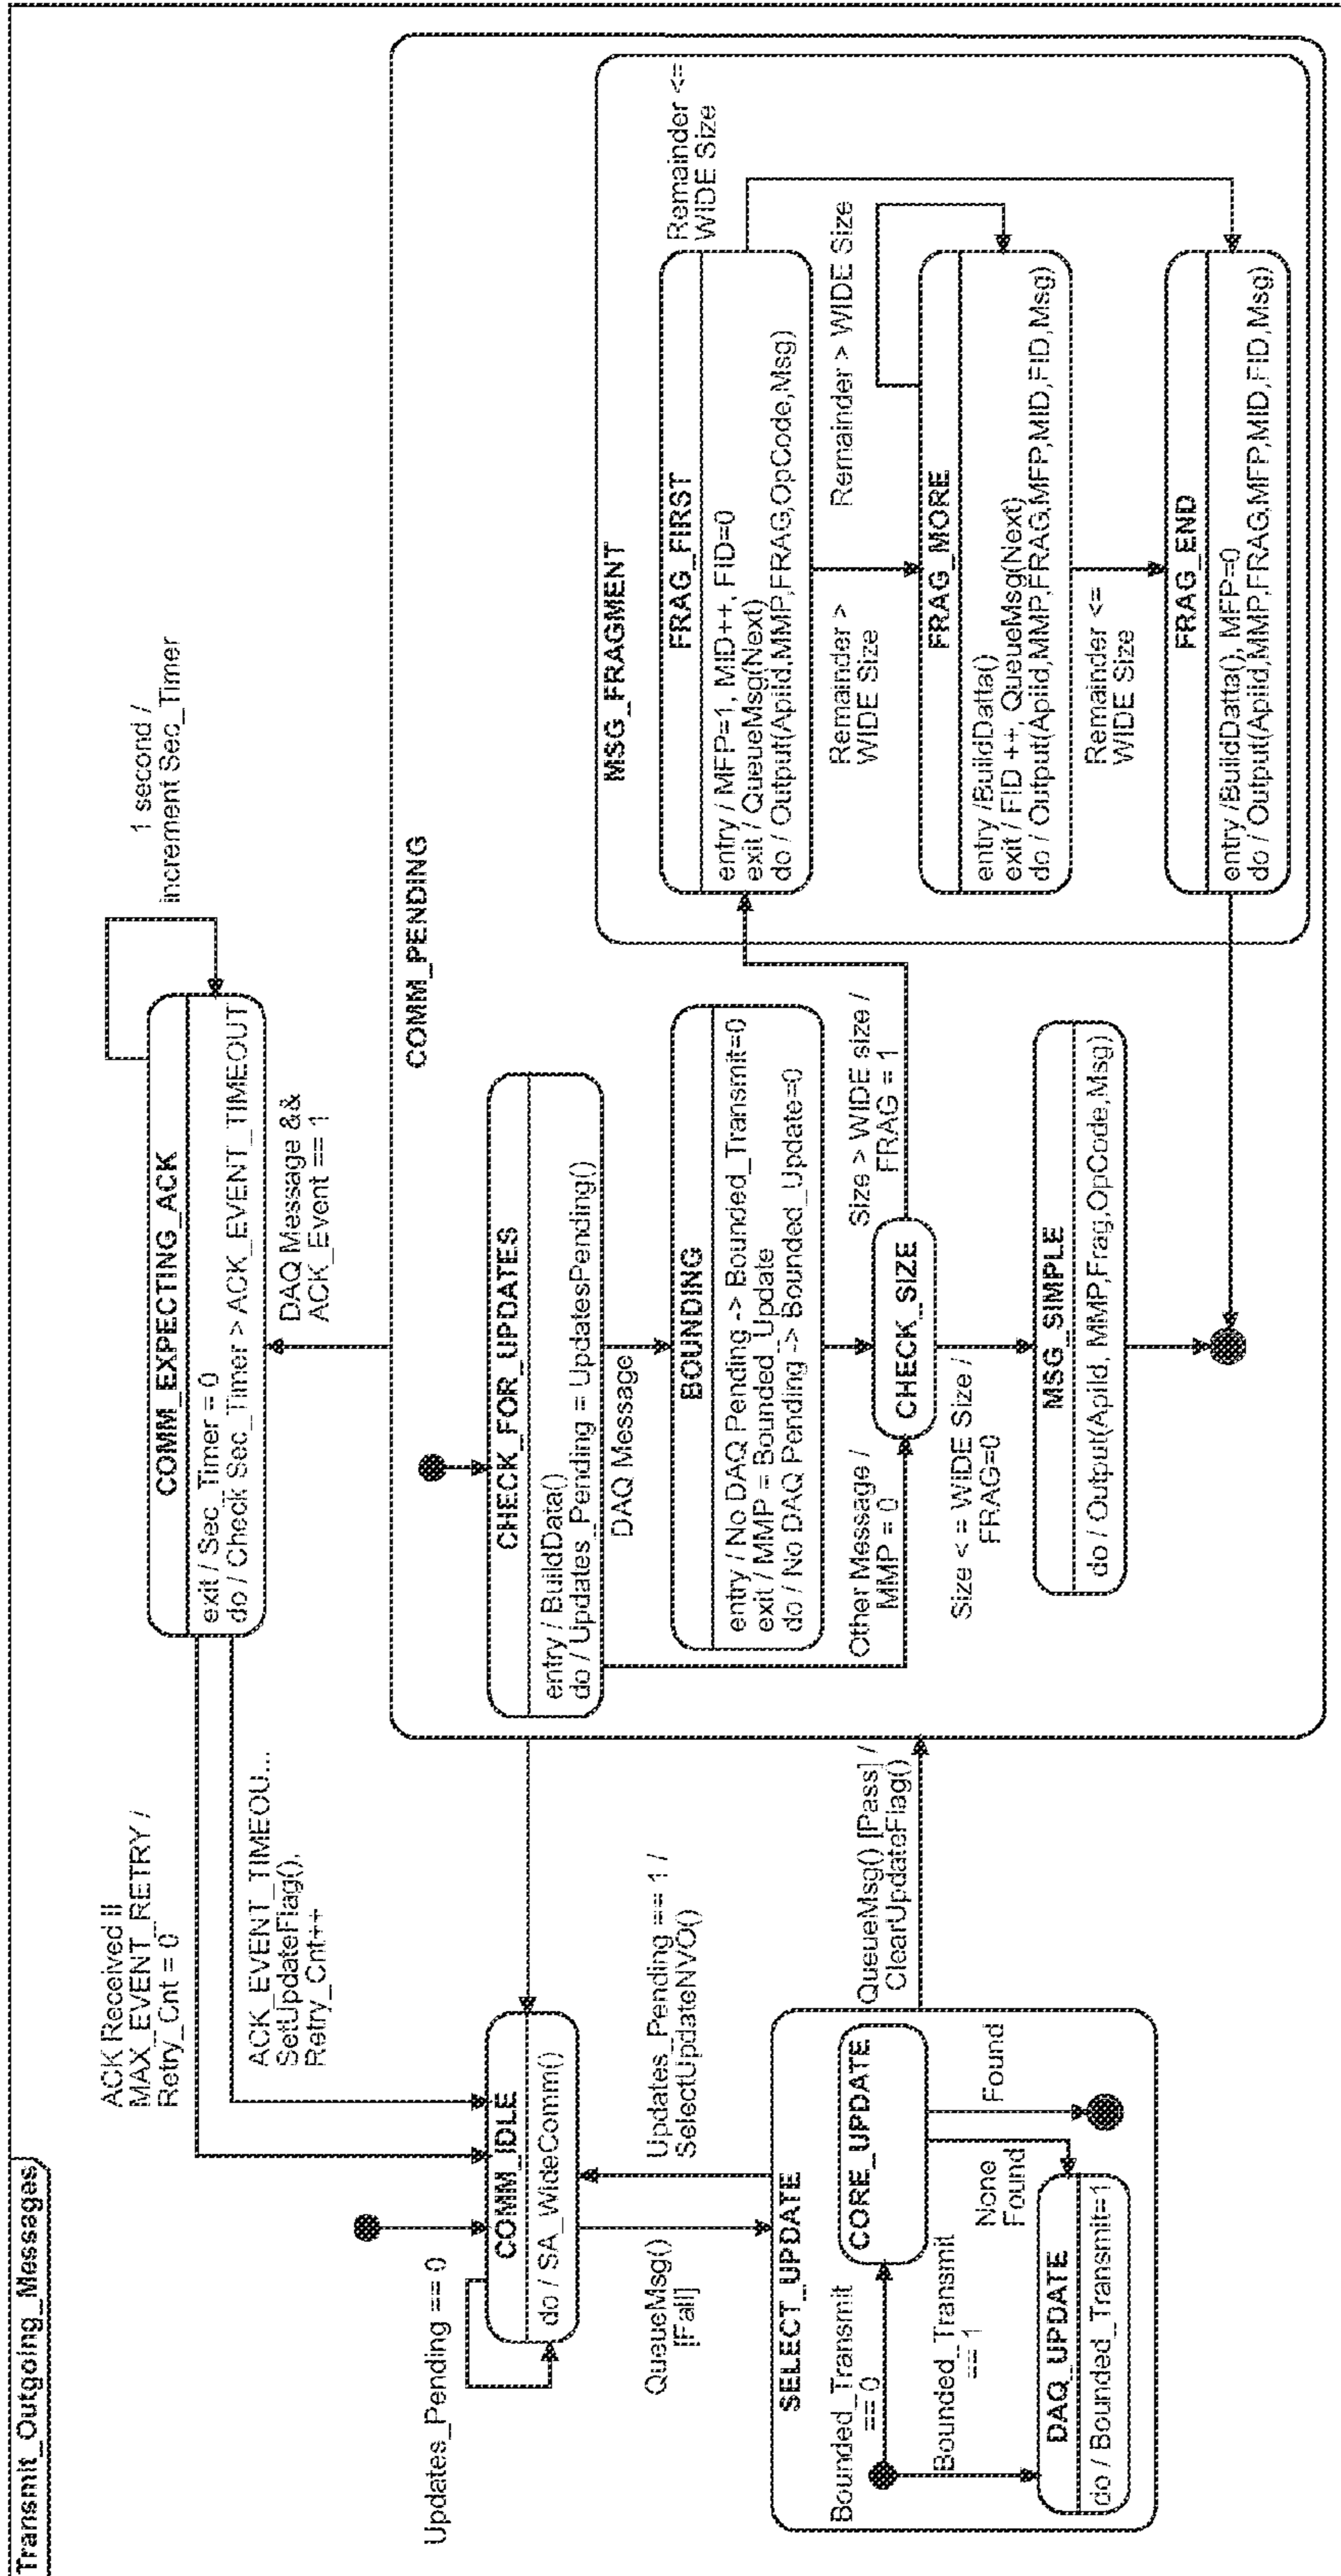 Transmit_Outgoing_Messages
ACK Received ||
MAX_EVENT_RETRY /
Retry_Cnt = 0
ACK_EVENT_TIMEOU...
SetUpdateFlag(),
Retry_Cnt++
COMM_EXPECTING_ACK
exit / Sec_Timer = 0
do / Check Sec_Timer > ACK_EVENT_TIMEOUT
1 second /
increment Sec_Timer
DAQ Message &&
ACK_Event == 1
Updates_Pending == 0
COMM_IDLE
do / SA_WideComm()
QueueMsg()
[Fail]
Updates_Pending == 1 /
SelectUpdateNVO()
SELECT_UPDATE
Bounded_Transmit
== 0
CORE_UPDATE
Bounded_Transmit
== 1
None
Found
Found
DAQ_UPDATE
do / Bounded_Transmit=1
QueueMsg() [Pass] /
ClearUpdateFlag()
COMM_PENDING
CHECK_FOR_UPDATES
entry / BuildData()
do / Updates_Pending = UpdatesPending()
DAQ Message
BOUNDING
entry / No DAQ Pending -> Bounded_Transmit=0
exit / MMP = Bounded_Update
do / No DAQ Pending -> Bounded_Update=0
Other Message /
MMP = 0
CHECK_SIZE
Size > WIDE size /
FRAG = 1
Size < = WIDE Size /
FRAG=0
MSG_SIMPLE
do / Output(ApiId, MMP,Frag,OpCode,Msg)
MSG_FRAGMENT
FRAG_FIRST
entry / MFP=1, MID++, FID=0
exit / QueueMsg(Next)
do / Output(ApiId,MMP,FRAG,OpCode,Msg)
Remainder <=
WIDE Size
Remainder >
WIDE Size
Remainder > WIDE Size
FRAG_MORE
entry /BuildDatta()
exit / FID ++, QueueMsg(Next)
do / Output(ApiId,MMP,FRAG,MFP,MID,FID,Msg)
Remainder <=
WIDE Size
FRAG_END
entry /BuildDatta(), MFP=0
do / Output(ApiId,MMP,FRAG,MFP,MID,FID,Msg)